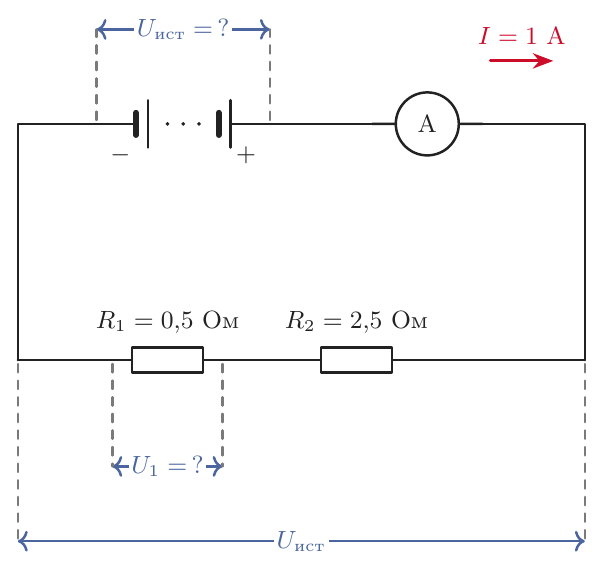 U_ист = ?
I = 1 А
А
− +
R₁ = 0,5 Ом R₂ = 2,5 Ом
U₁ = ?
U_ист